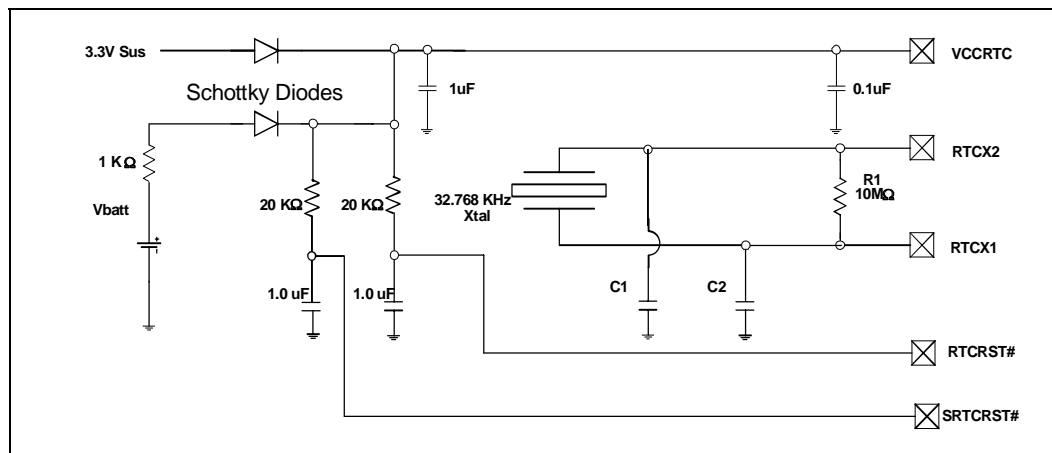 3.3V Sus
VCCRTC
Schottky Diodes
1uF
0.1uF
1 KΩ
RTCX2
R1
10MΩ
20 KΩ
20 KΩ
32.768 KHz
Xtal
Vbatt
+
-
RTCX1
1.0 uF
1.0 uF
C1
C2
RTCRST#
SRTCRST#